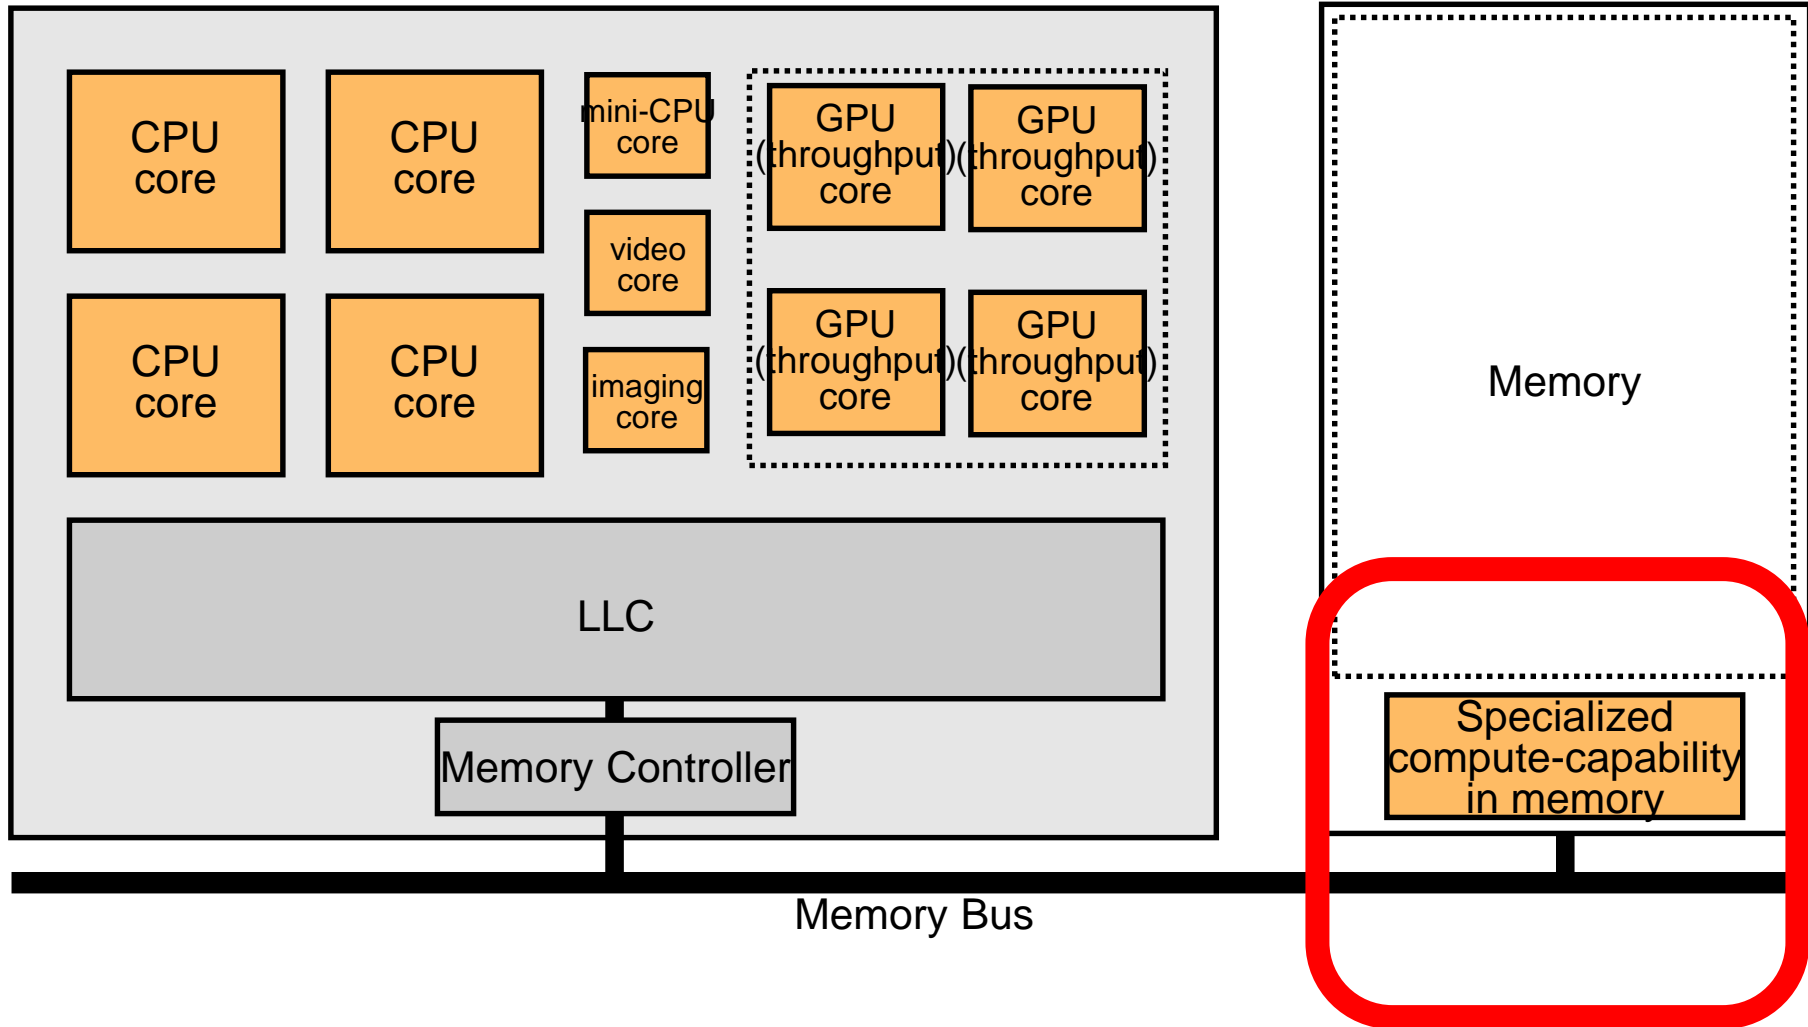 CPU
core
CPU
core
mini-CPU
core
video
core
imaging
core
GPU
(throughput)
core
GPU
(throughput)
core
CPU
core
CPU
core
GPU
(throughput)
core
GPU
(throughput)
core
Memory
LLC
Memory Controller
Specialized
compute-capability
in memory
Memory Bus